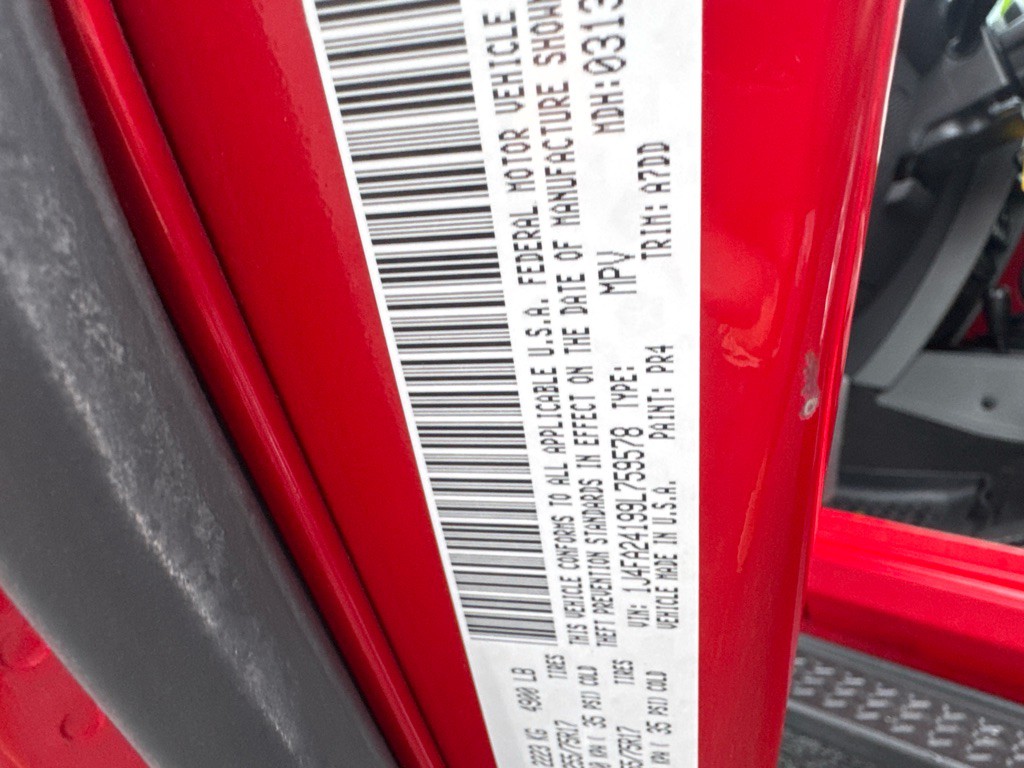 2223 KG 4900 LB
255/75R17 TIRES
35 PSI) COLD
THIS VEHICLE CONFORMS TO ALL APPLICABLE U.S.A. FEDERAL MOTOR VEHICLE
THEFT PREVENTION STANDARDS IN EFFECT ON THE DATE OF MANUFACTURE SHOWN
VIN: 1J4FA24199L759578 TYPE: MPV MDH:0313
VEHICLE MADE IN U.S.A. PAINT: PR4 TRIM: A7DD
TIRES
35 PSI) COLD